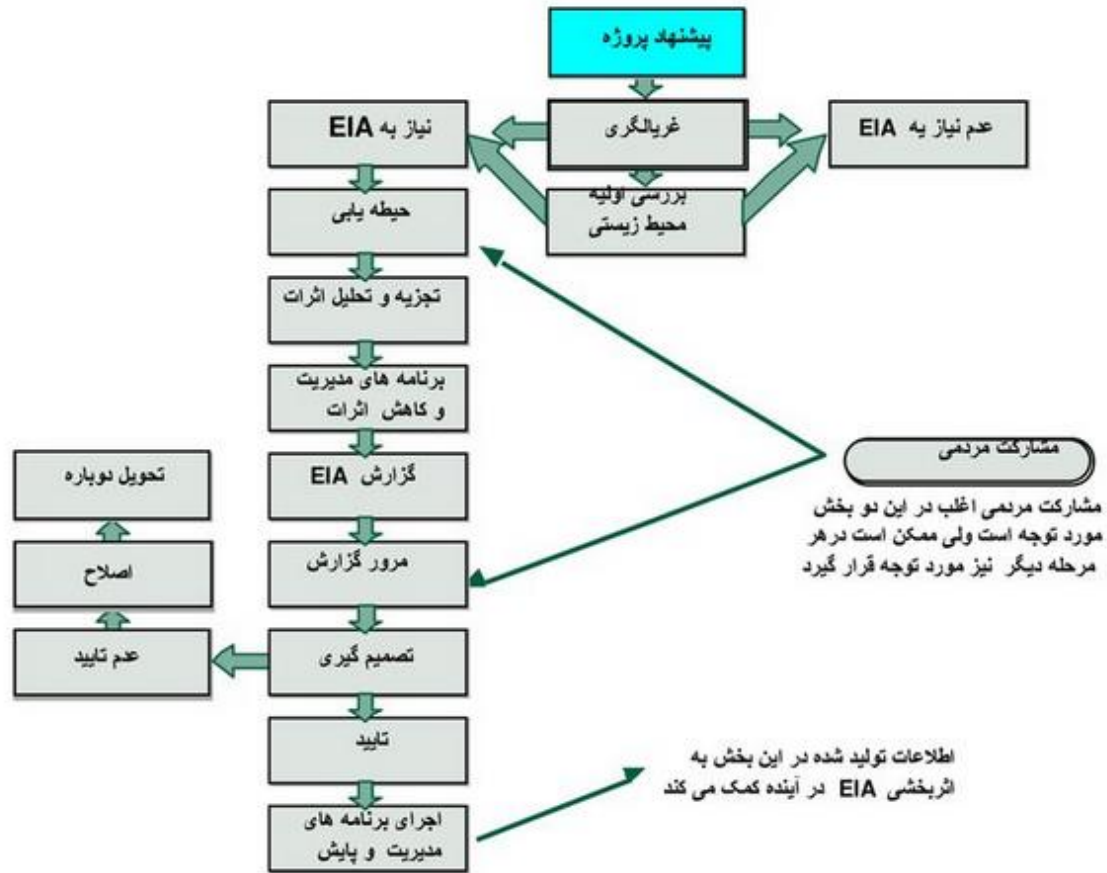 پیشنهاد پروژه
غربالگری
نیاز به EIA
عدم نیاز به EIA
بررسی اولیه
محیط زیستی
حیطه یابی
تجزیه و تحلیل اثرات
برنامه های مدیریت
و کاهش اثرات
گزارش EIA
مرور گزارش
تصمیم گیری
تایید
اجرای برنامه های
مدیریت و پایش
تحویل دوباره
اصلاح
عدم تایید
مشارکت مردمی
مشارکت مردمی اغلب در این دو بخش
مورد توجه است ولی ممکن است درهر
مرحله دیگر نیز مورد توجه قرار گیرد
اطلاعات تولید شده در این بخش به
اثربخشی EIA در آینده کمک می کند